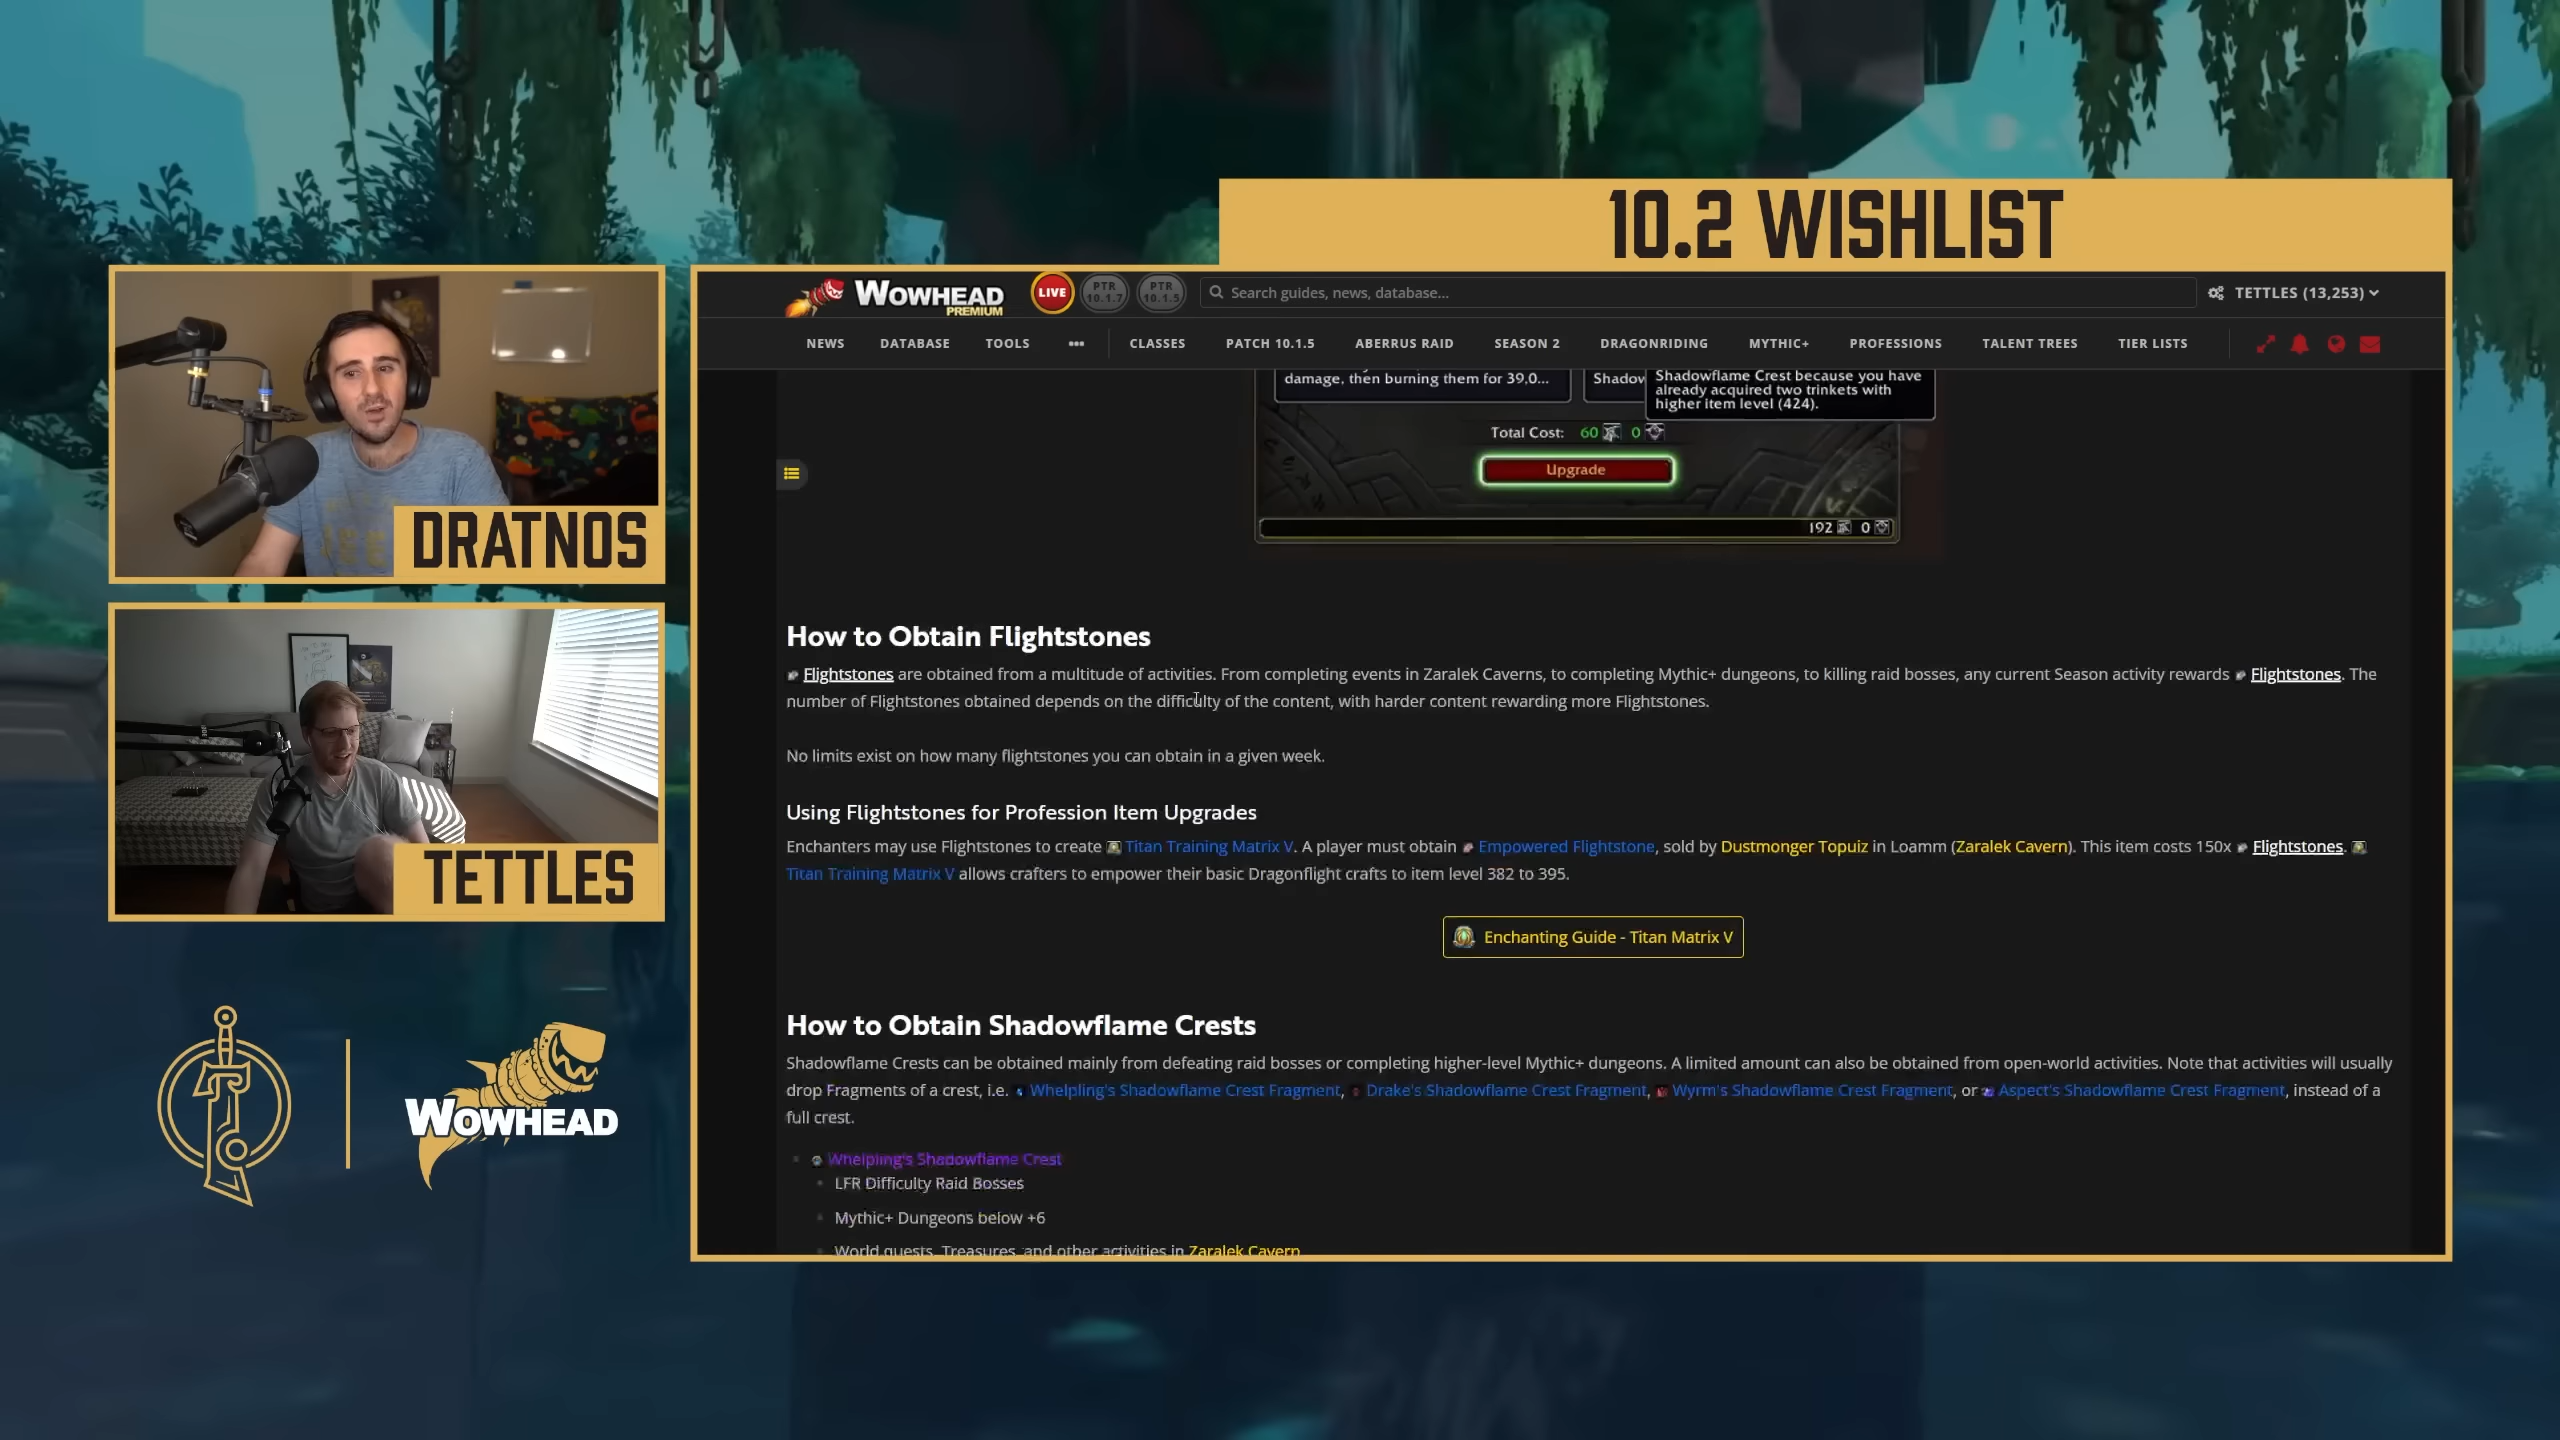 10.2 WISHLIST
WOWHEAD
PREMIUM
LIVE
PTR
10.1.7
PTR
10.1.5
Search guides, news, database...
TETTLES (13,253)
NEWS
DATABASE
TOOLS
•••
CLASSES
PATCH 10.1.5
ABERRUS RAID
SEASON 2
DRAGONRIDING
MYTHIC+
PROFESSIONS
TALENT TREES
TIER LISTS
damage, then burning them for 39,0...
Shadow
Shadowflame Crest because you have
already acquired two trinkets with
higher item level (424).
Total Cost: 60 0
Upgrade
192 0
How to Obtain Flightstones
Flightstones are obtained from a multitude of activities. From completing events in Zaralek Caverns, to completing Mythic+ dungeons, to killing raid bosses, any current Season activity rewards Flightstones. The
number of Flightstones obtained depends on the difficulty of the content, with harder content rewarding more Flightstones.
No limits exist on how many flightstones you can obtain in a given week.
Using Flightstones for Profession Item Upgrades
Enchanters may use Flightstones to create Titan Training Matrix V. A player must obtain Empowered Flightstone, sold by Dustmonger Topuiz in Loamm (Zaralek Cavern). This item costs 150x Flightstones.
Titan Training Matrix V allows crafters to empower their basic Dragonflight crafts to item level 382 to 395.
Enchanting Guide - Titan Matrix V
How to Obtain Shadowflame Crests
Shadowflame Crests can be obtained mainly from defeating raid bosses or completing higher-level Mythic+ dungeons. A limited amount can also be obtained from open-world activities. Note that activities will usually
drop Fragments of a crest, i.e. Whelpling's Shadowflame Crest Fragment, Drake's Shadowflame Crest Fragment, Wyrm's Shadowflame Crest Fragment, or Aspect's Shadowflame Crest Fragment, instead of a
full crest.
Whelpling's Shadowflame Crest
LFR Difficulty Raid Bosses
Mythic+ Dungeons below +6
World quests, Treasures, and other activities in Zaralek Cavern
DRATNOS
TETTLES
WOWHEAD